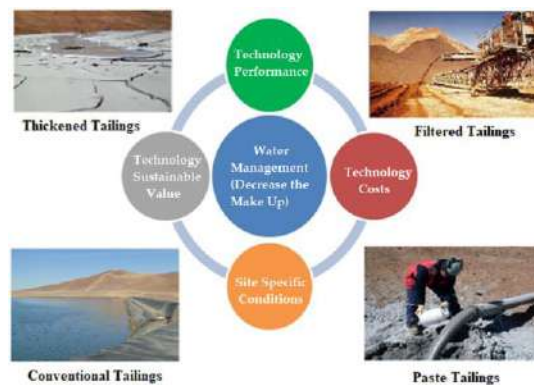 Technology
Performance
Thickened Tailings
Filtered Tailings
Technology
Sustainable
Value
Water
Management
(Decrease the
Make Up)
Technology
Costs
Site Specific
Conditions
Conventional Tailings
Paste Tailings